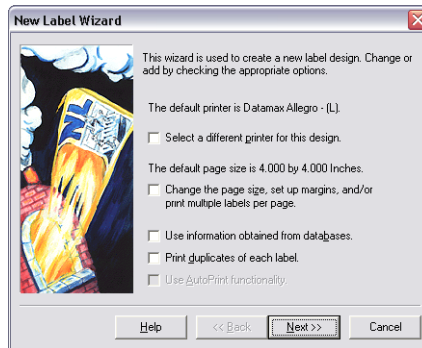 New Label Wizard
This wizard is used to create a new label design. Change or
add by checking the appropriate options.
The default printer is Datamax Allegro - (L).
Select a different printer for this design.
The default page size is 4.000 by 4.000 Inches.
Change the page size, set up margins, and/or
print multiple labels per page.
Use information obtained from databases.
Print duplicates of each label.
Use AutoPrint functionality.
NL
Help
<< Back
Next >>
Cancel